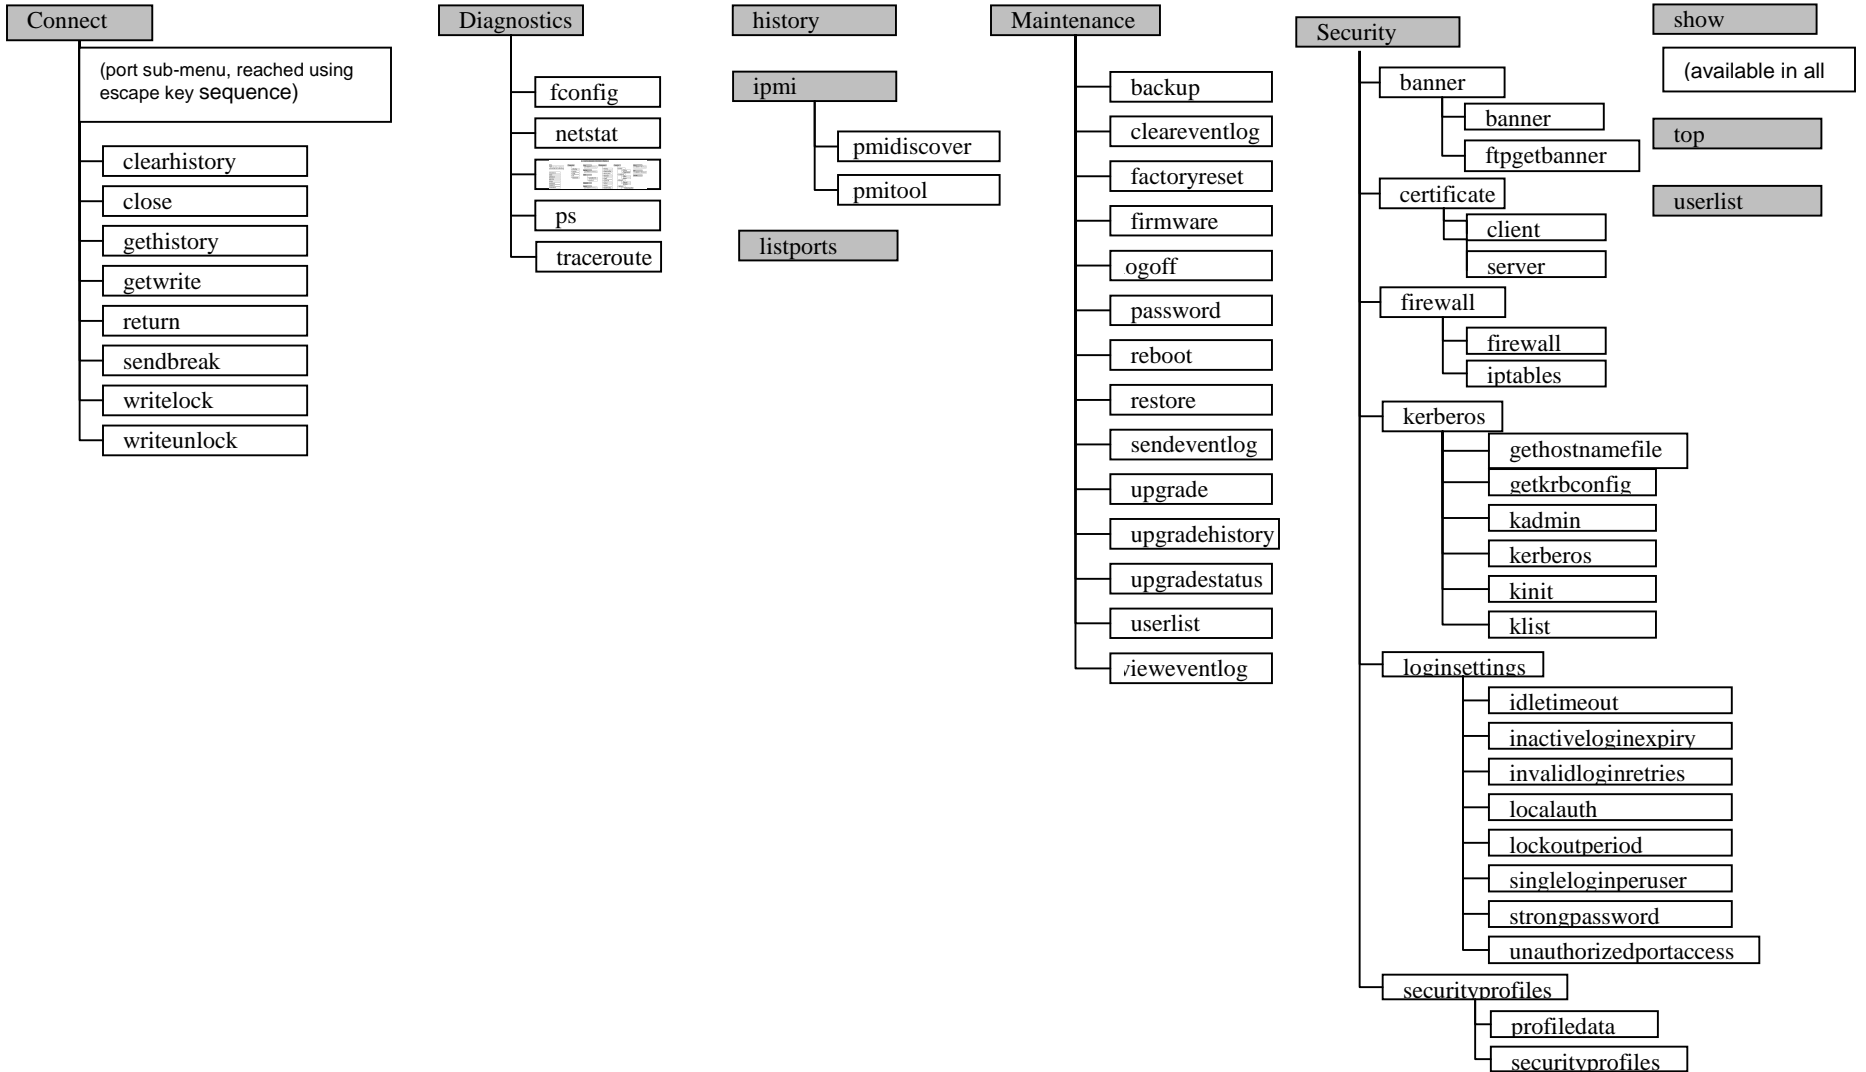 Connect
(port sub-menu, reached using
escape key sequence)
clearhistory
close
gethistory
getwrite
return
sendbreak
writelock
writeunlock
Diagnostics
fconfig
netstat
ps
traceroute
history
ipmi
pmidiscover
pmitool
listports
Maintenance
backup
cleareventlog
factoryreset
firmware
ogoff
password
reboot
restore
sendeventlog
upgrade
upgradehistory
upgradestatus
userlist
vieweventlog
Security
banner
banner
ftpgetbanner
certificate
client
server
firewall
firewall
iptables
kerberos
gethostnamefile
getkrbconfig
kadmin
kerberos
kinit
klist
loginsettings
idletimeout
inactiveloginexpiry
invalidloginretries
localauth
lockoutperiod
singleloginperuser
strongpassword
unauthorizedportaccess
securityprofiles
profiledata
securityprofiles
show
(available in all
top
userlist